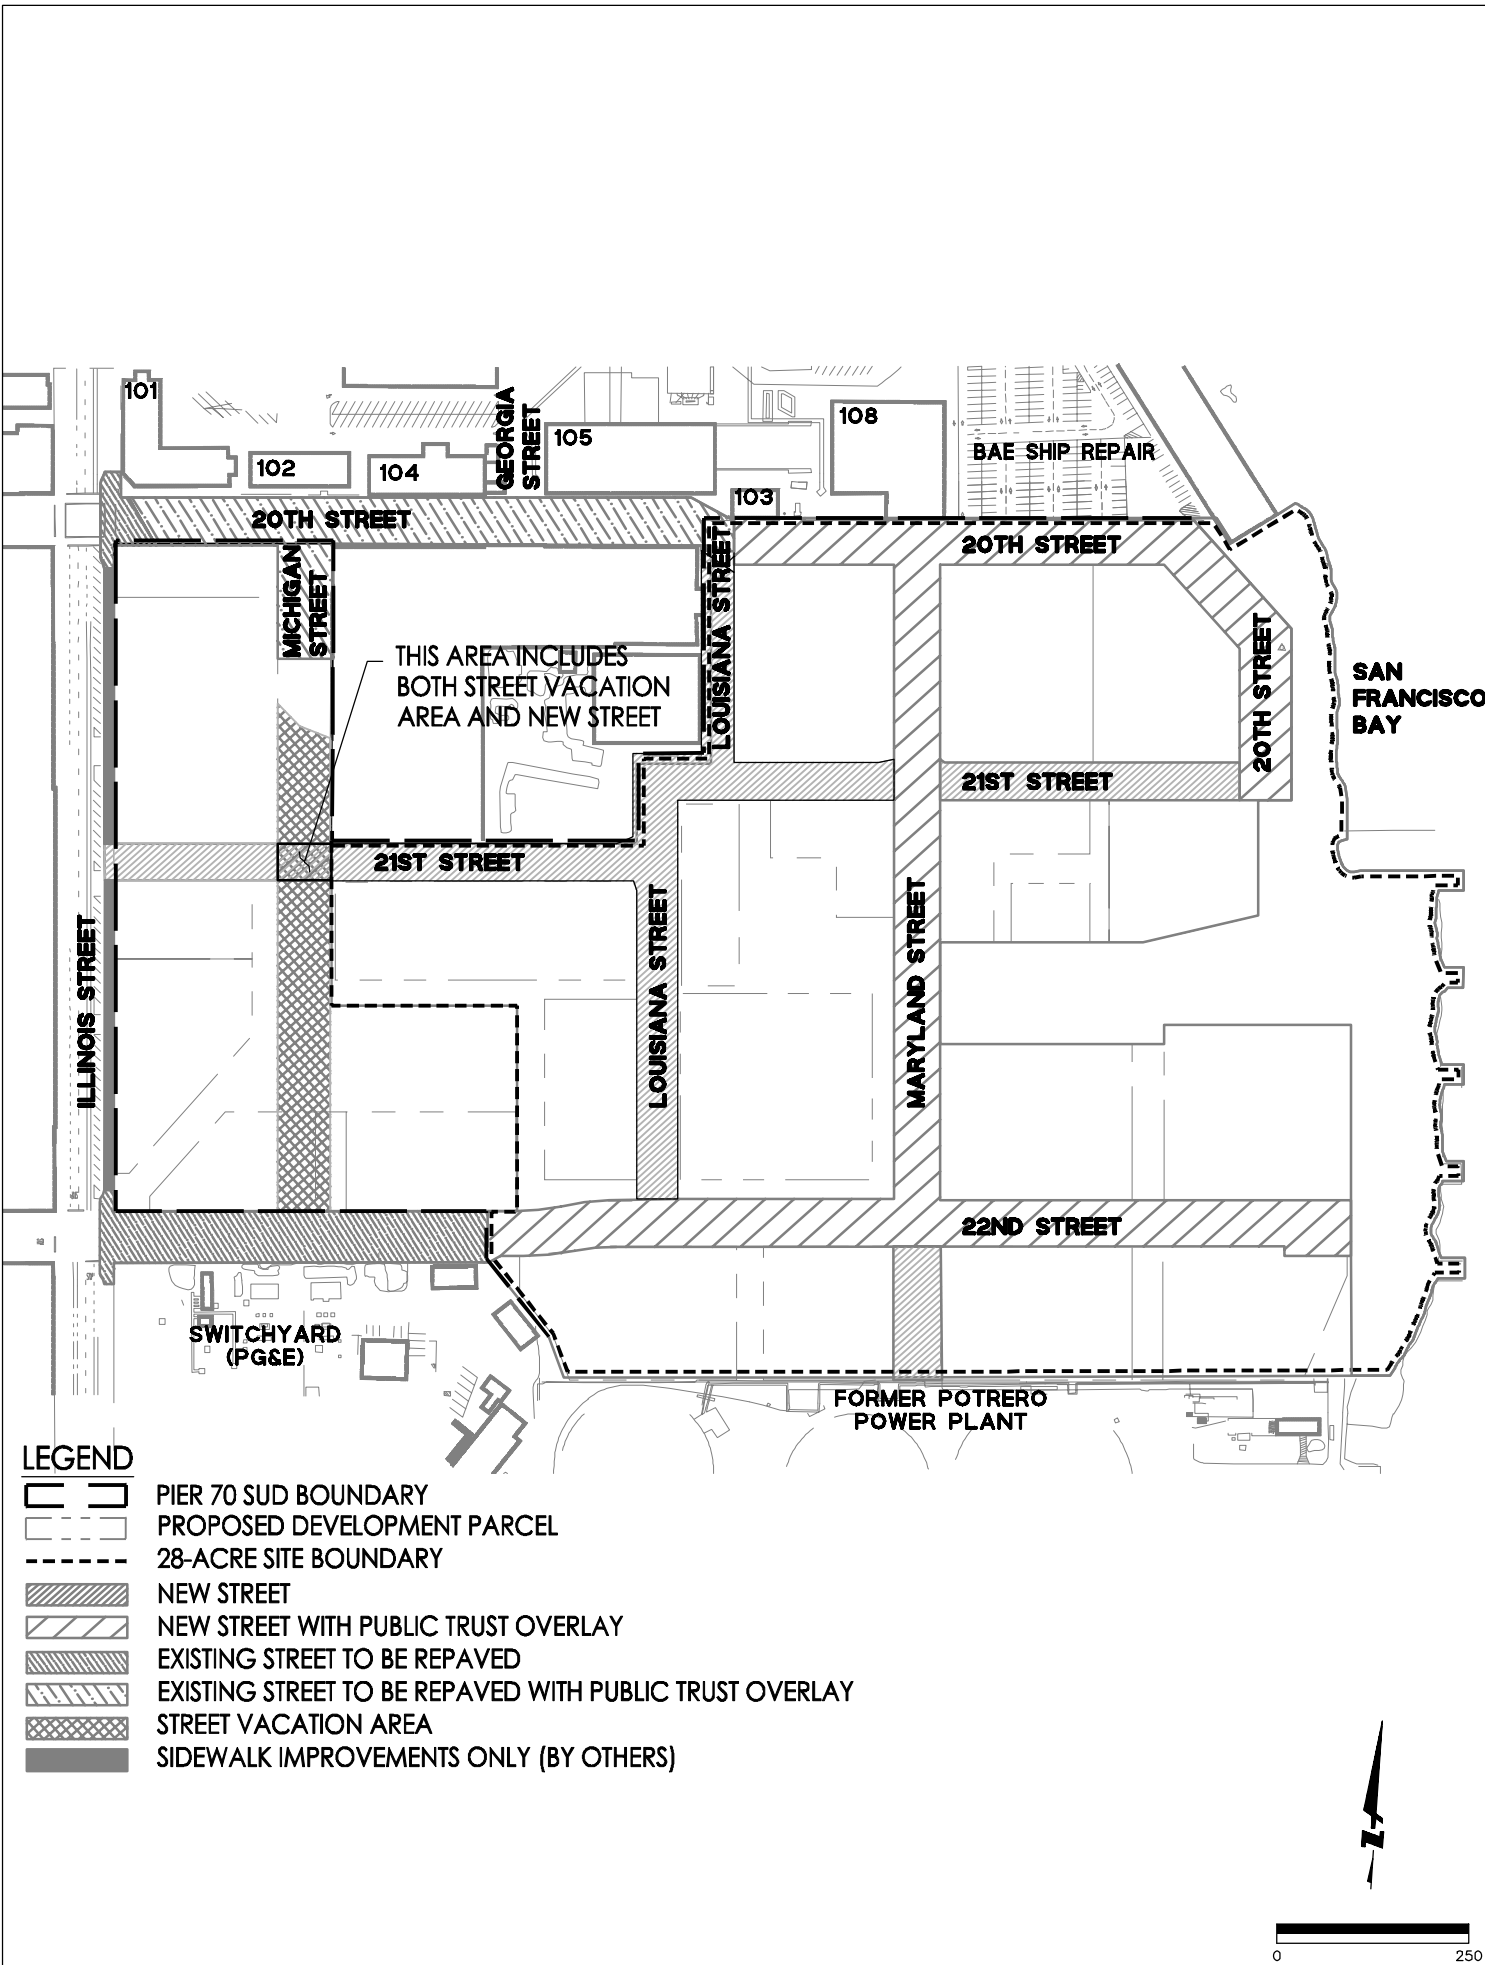 101
102
104
GEORGIA
STREET
105
103
108
BAE SHIP REPAIR
20TH STREET
20TH STREET
MICHIGAN
STREET
LOUISIANA STREET
THIS AREA INCLUDES
BOTH STREET VACATION
AREA AND NEW STREET
20TH STREET
SAN
FRANCISCO
BAY
21ST STREET
21ST STREET
ILLINOIS STREET
LOUISIANA STREET
MARYLAND STREET
22ND STREET
SWITCHYARD
(PG&E)
FORMER POTRERO
POWER PLANT
LEGEND
PIER 70 SUD BOUNDARY
PROPOSED DEVELOPMENT PARCEL
28-ACRE SITE BOUNDARY
NEW STREET
NEW STREET WITH PUBLIC TRUST OVERLAY
EXISTING STREET TO BE REPAVED
EXISTING STREET TO BE REPAVED WITH PUBLIC TRUST OVERLAY
STREET VACATION AREA
SIDEWALK IMPROVEMENTS ONLY (BY OTHERS)
Z
0 250